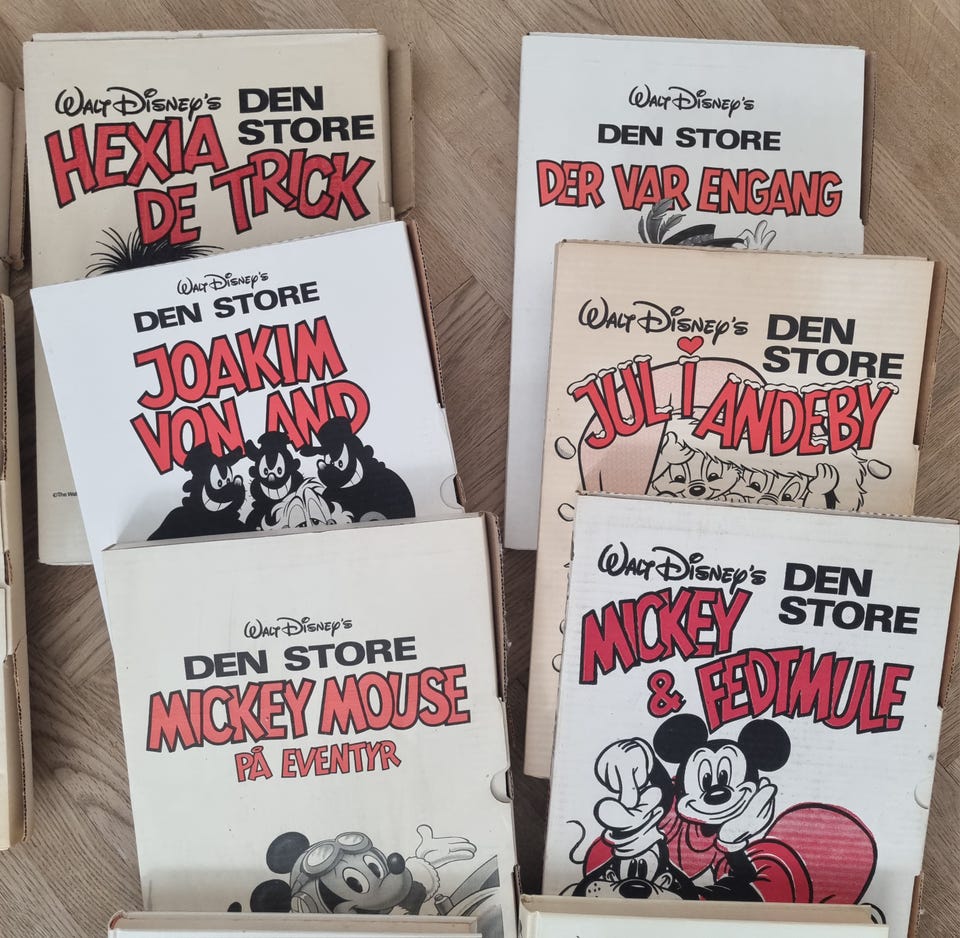 WALT DISNEY'S DEN
HEXIA STORE
DE TRICK
WALT DISNEY'S
DEN STORE
JOAKIM
VON AND
©The Wal
WALT DISNEY'S
DEN STORE
MICKEY MOUSE
PÅ EVENTYR
WALT DISNEY'S
DEN STORE
DER VAR ENGANG
WALT DISNEY'S DEN
STORE
JUL I ANDEBY
WALT DISNEY'S DEN
MICKEY STORE
& FEDTMULE